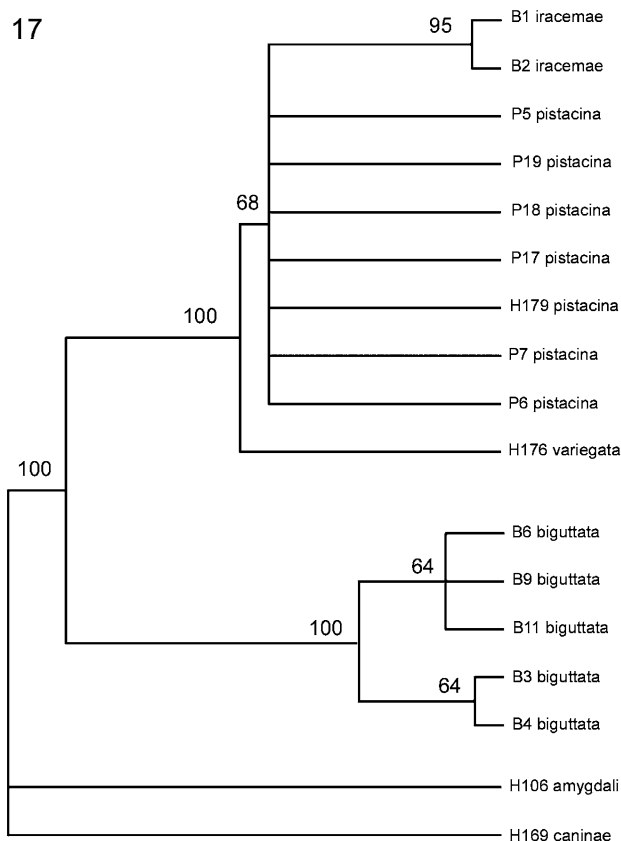 17
95
B1 iracemae
B2 iracemae
P5 pistacina
P19 pistacina
68
P18 pistacina
P17 pistacina
H179 pistacina
100
P7 pistacina
P6 pistacina
H176 variegata
100
B6 biguttata
64
B9 biguttata
B11 biguttata
100
B3 biguttata
64
B4 biguttata
H106 amygdali
H169 caninae